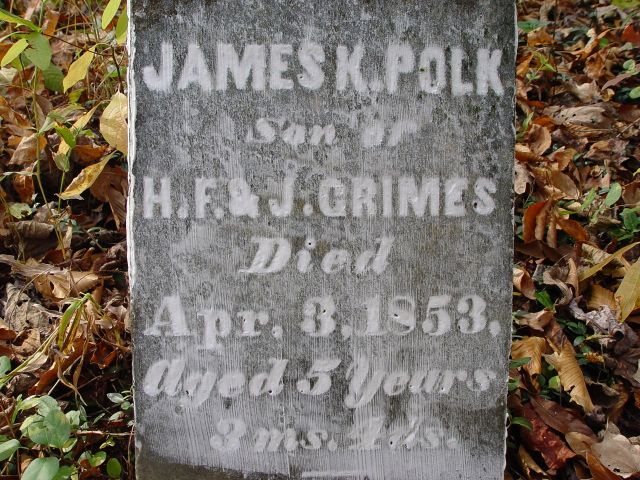 JAMES K. POLK
Son of
H. F. & J. GRIMES
Died
Apr. 3, 1853,
Aged 5 Years
3 ms. 4 ds.